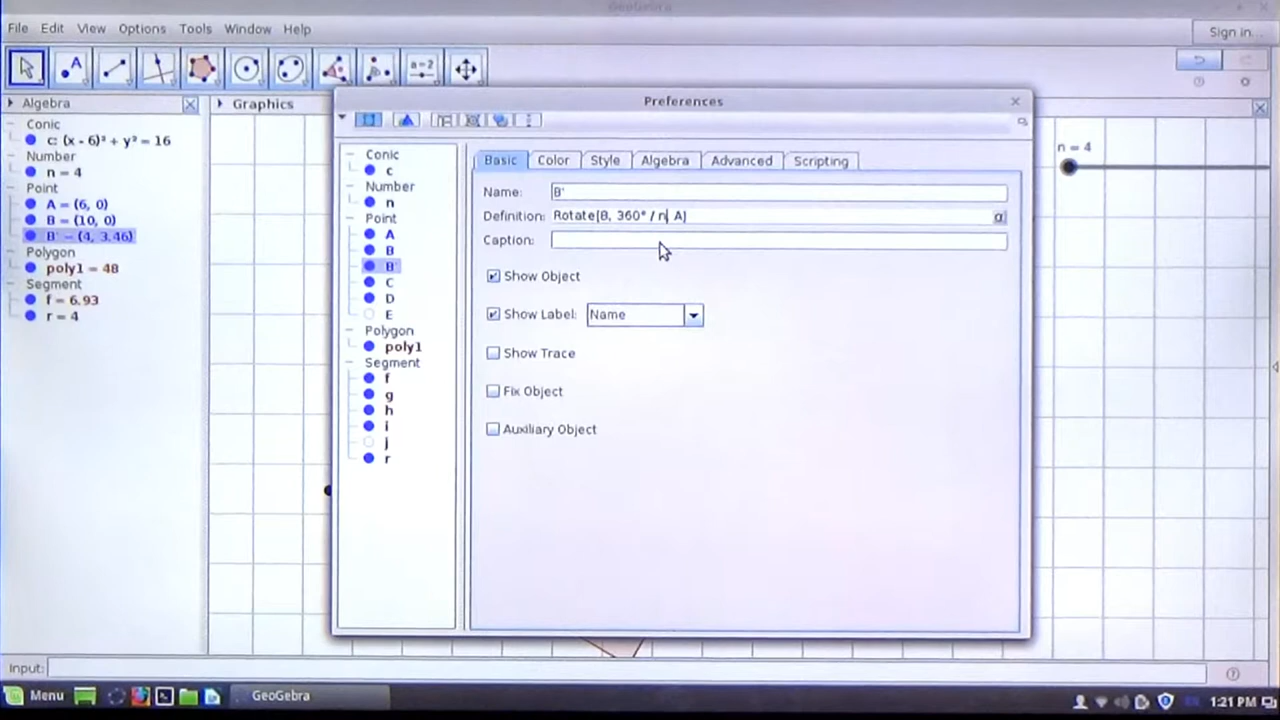 GeoGebra
File Edit View Options Tools Window Help
Sign in...
A
a=2
Algebra
Graphics
Preferences
Conic
c: (x - 6)² + y² = 16
Number
n = 4
Point
A = (6, 0)
B = (10, 0)
B' = (4, 3.46)
Polygon
poly1 = 48
Segment
f = 6.93
r = 4
Conic
c
Number
n
Point
A
B
B'
C
D
E
Polygon
poly1
Segment
f
g
h
i
j
r
Basic Color Style Algebra Advanced Scripting
Name: B'
Definition: Rotate[B, 360° / n, A] α
Caption:
Show Object
Show Label: Name
Show Trace
Fix Object
Auxiliary Object
n = 4
Input:
Menu GeoGebra 1:21 PM